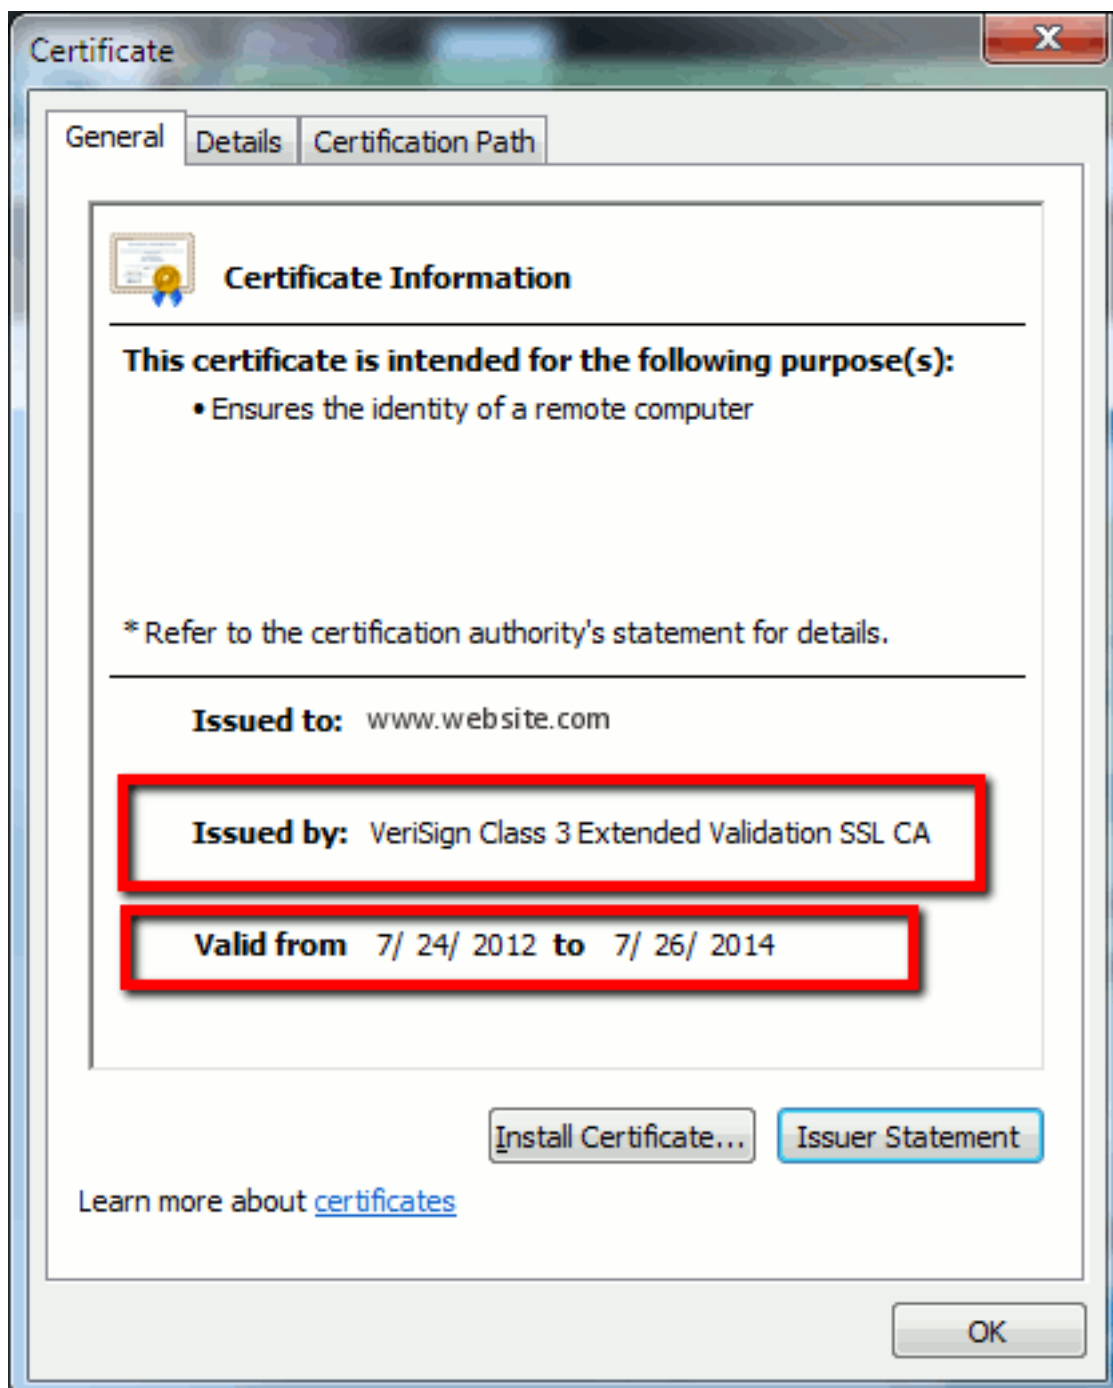 Certificate
General Details Certification Path
Certificate Information
This certificate is intended for the following purpose(s):
• Ensures the identity of a remote computer
* Refer to the certification authority's statement for details.
Issued to: www.website.com
Issued by: VeriSign Class 3 Extended Validation SSL CA
Valid from 7/ 24/ 2012 to 7/ 26/ 2014
Install Certificate... Issuer Statement
Learn more about certificates
OK